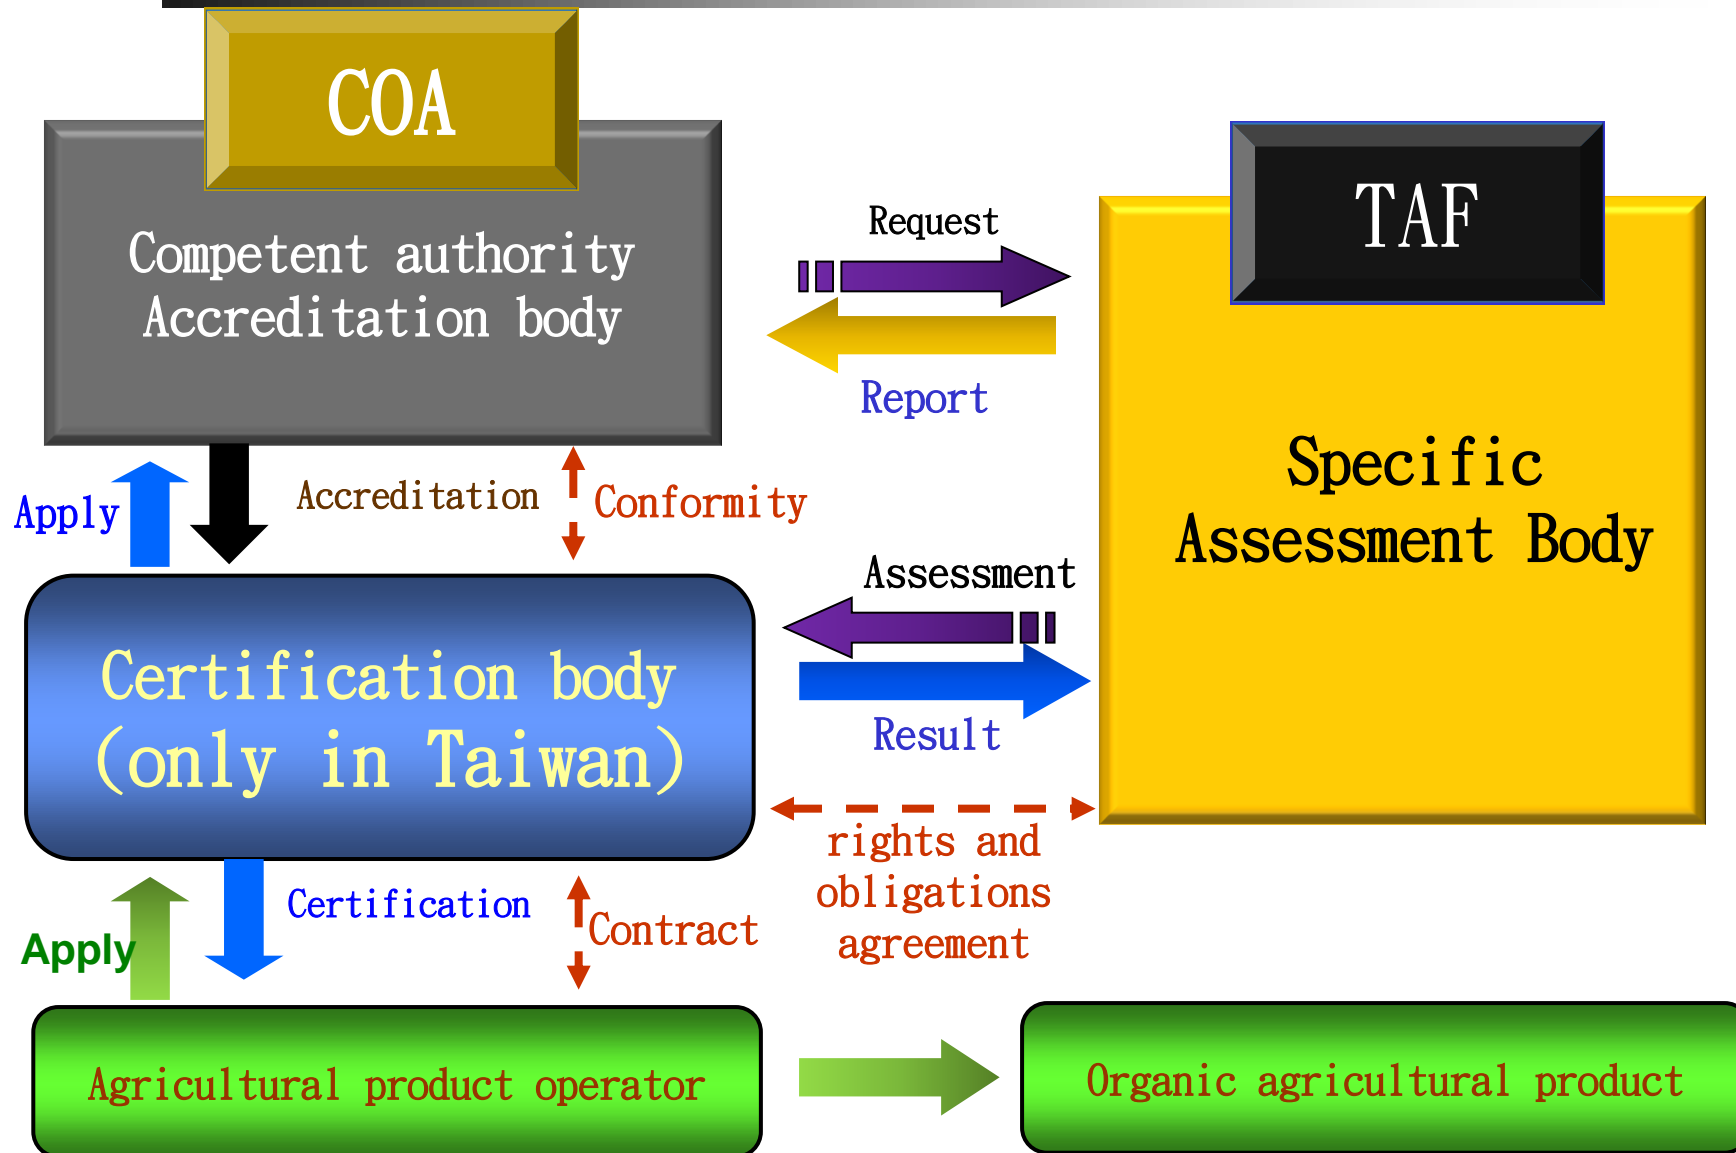 COA
Competent authority
Accreditation body
TAF
Request
Report
Specific
Assessment Body
Apply
Accreditation
Conformity
Assessment
Result
Certification body
(only in Taiwan)
rights and
obligations
agreement
Apply
Certification
Contract
Agricultural product operator
Organic agricultural product